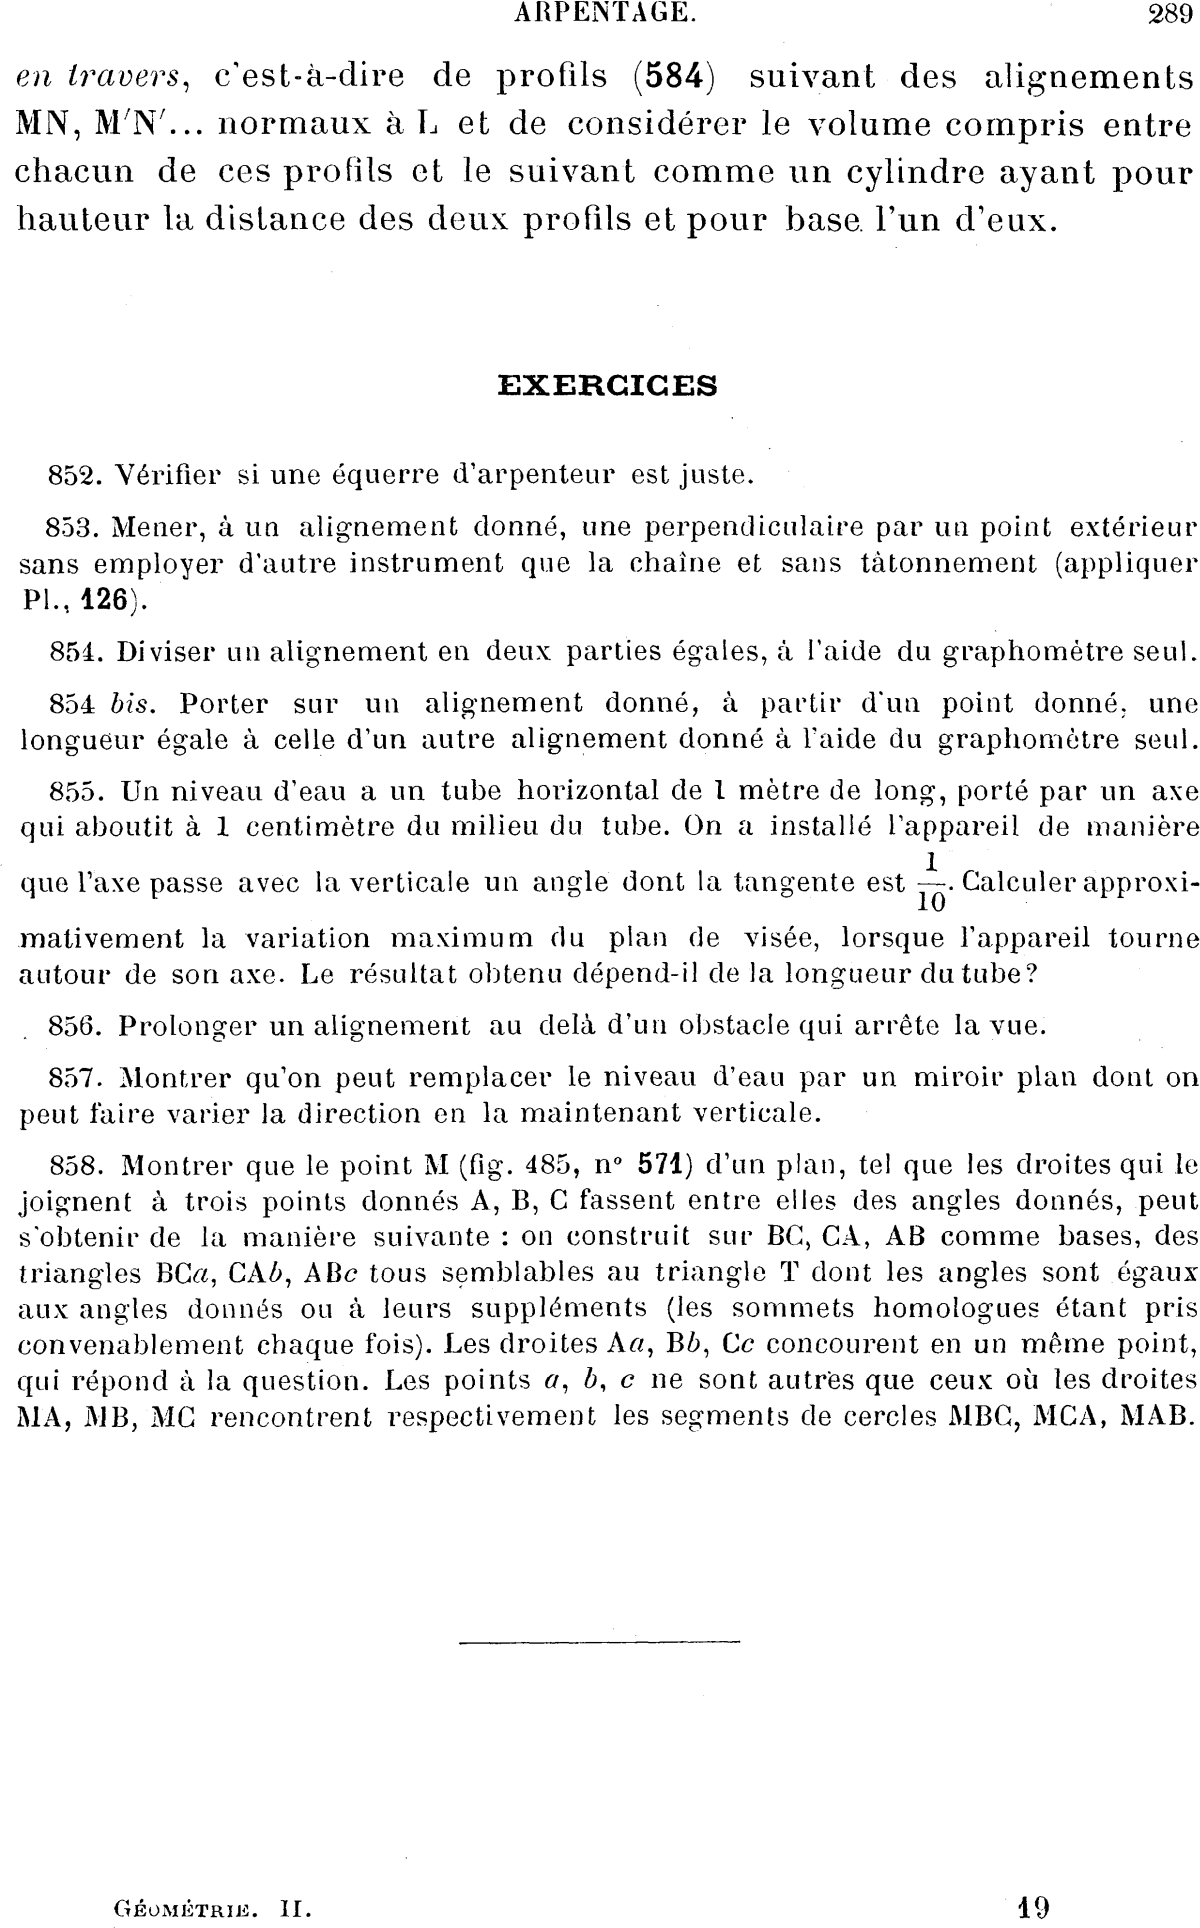 ARPENTAGE. 289
en travers, c'est-à-dire de profils (584) suivant des alignements
MN, M'N'... normaux à L et de considérer le volume compris entre
chacun de ces profils et le suivant comme un cylindre ayant pour
hauteur la distance des deux profils et pour base l'un d'eux.
EXERCICES
852. Vérifier si une équerre d'arpenteur est juste.
853. Mener, à un alignement donné, une perpendiculaire par un point extérieur
sans employer d'autre instrument que la chaîne et sans tâtonnement (appliquer
Pl., 126).
854. Diviser un alignement en deux parties égales, à l'aide du graphomètre seul.
854 bis. Porter sur un alignement donné, à partir d'un point donné, une
longueur égale à celle d'un autre alignement donné à l'aide du graphomètre seul.
855. Un niveau d'eau a un tube horizontal de 1 mètre de long, porté par un axe
qui aboutit à 1 centimètre du milieu du tube. On a installé l'appareil de manière
que l'axe passe avec la verticale un angle dont la tangente est 1/10. Calculer approxi-
mativement la variation maximum du plan de visée, lorsque l'appareil tourne
autour de son axe. Le résultat obtenu dépend-il de la longueur du tube?
856. Prolonger un alignement au delà d'un obstacle qui arrête la vue.
857. Montrer qu'on peut remplacer le niveau d'eau par un miroir plan dont on
peut faire varier la direction en la maintenant verticale.
858. Montrer que le point M (fig. 485, n° 571) d'un plan, tel que les droites qui le
joignent à trois points donnés A, B, C fassent entre elles des angles donnés, peut
s'obtenir de la manière suivante : on construit sur BC, CA, AB comme bases, des
triangles BCa, CAb, ABc tous semblables au triangle T dont les angles sont égaux
aux angles donnés ou à leurs suppléments (les sommets homologues étant pris
convenablement chaque fois). Les droites Aa, Bb, Cc concourent en un même point,
qui répond à la question. Les points a, b, c ne sont autres que ceux où les droites
MA, MB, MC rencontrent respectivement les segments de cercles MBC, MCA, MAB.
GÉOMÉTRIE. II. 19